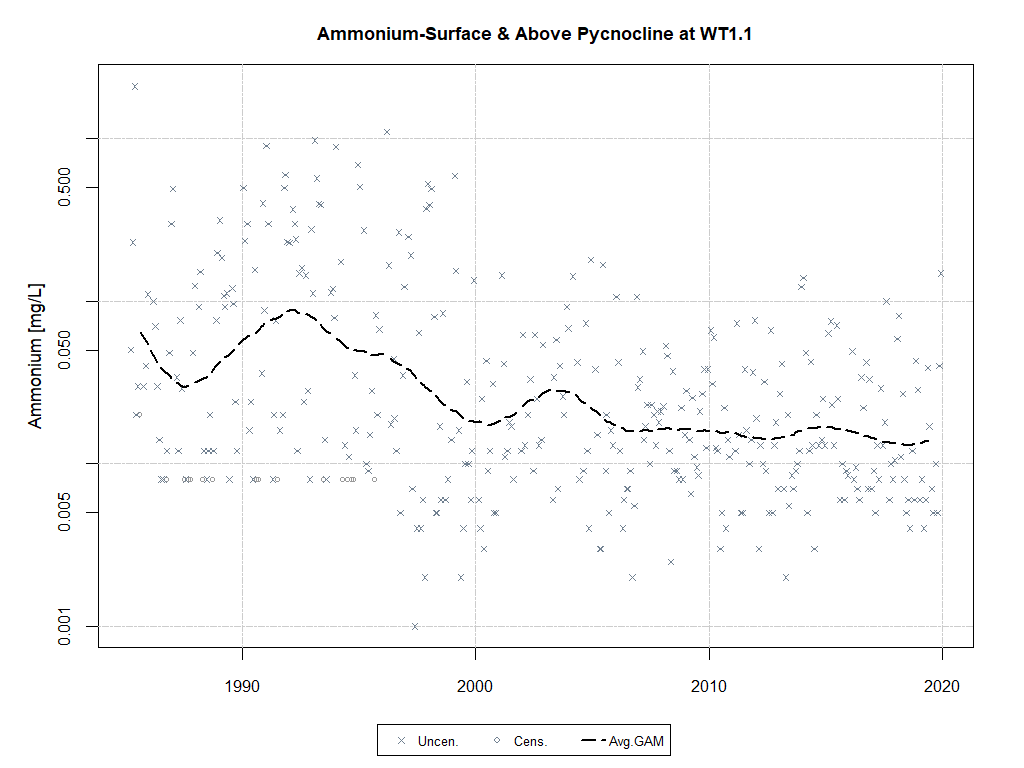 Ammonium-Surface & Above Pycnocline at WT1.1
Ammonium [mg/L]
0.500
0.050
0.005
0.001
1990 2000 2010 2020
Uncen. Cens. Avg.GAM